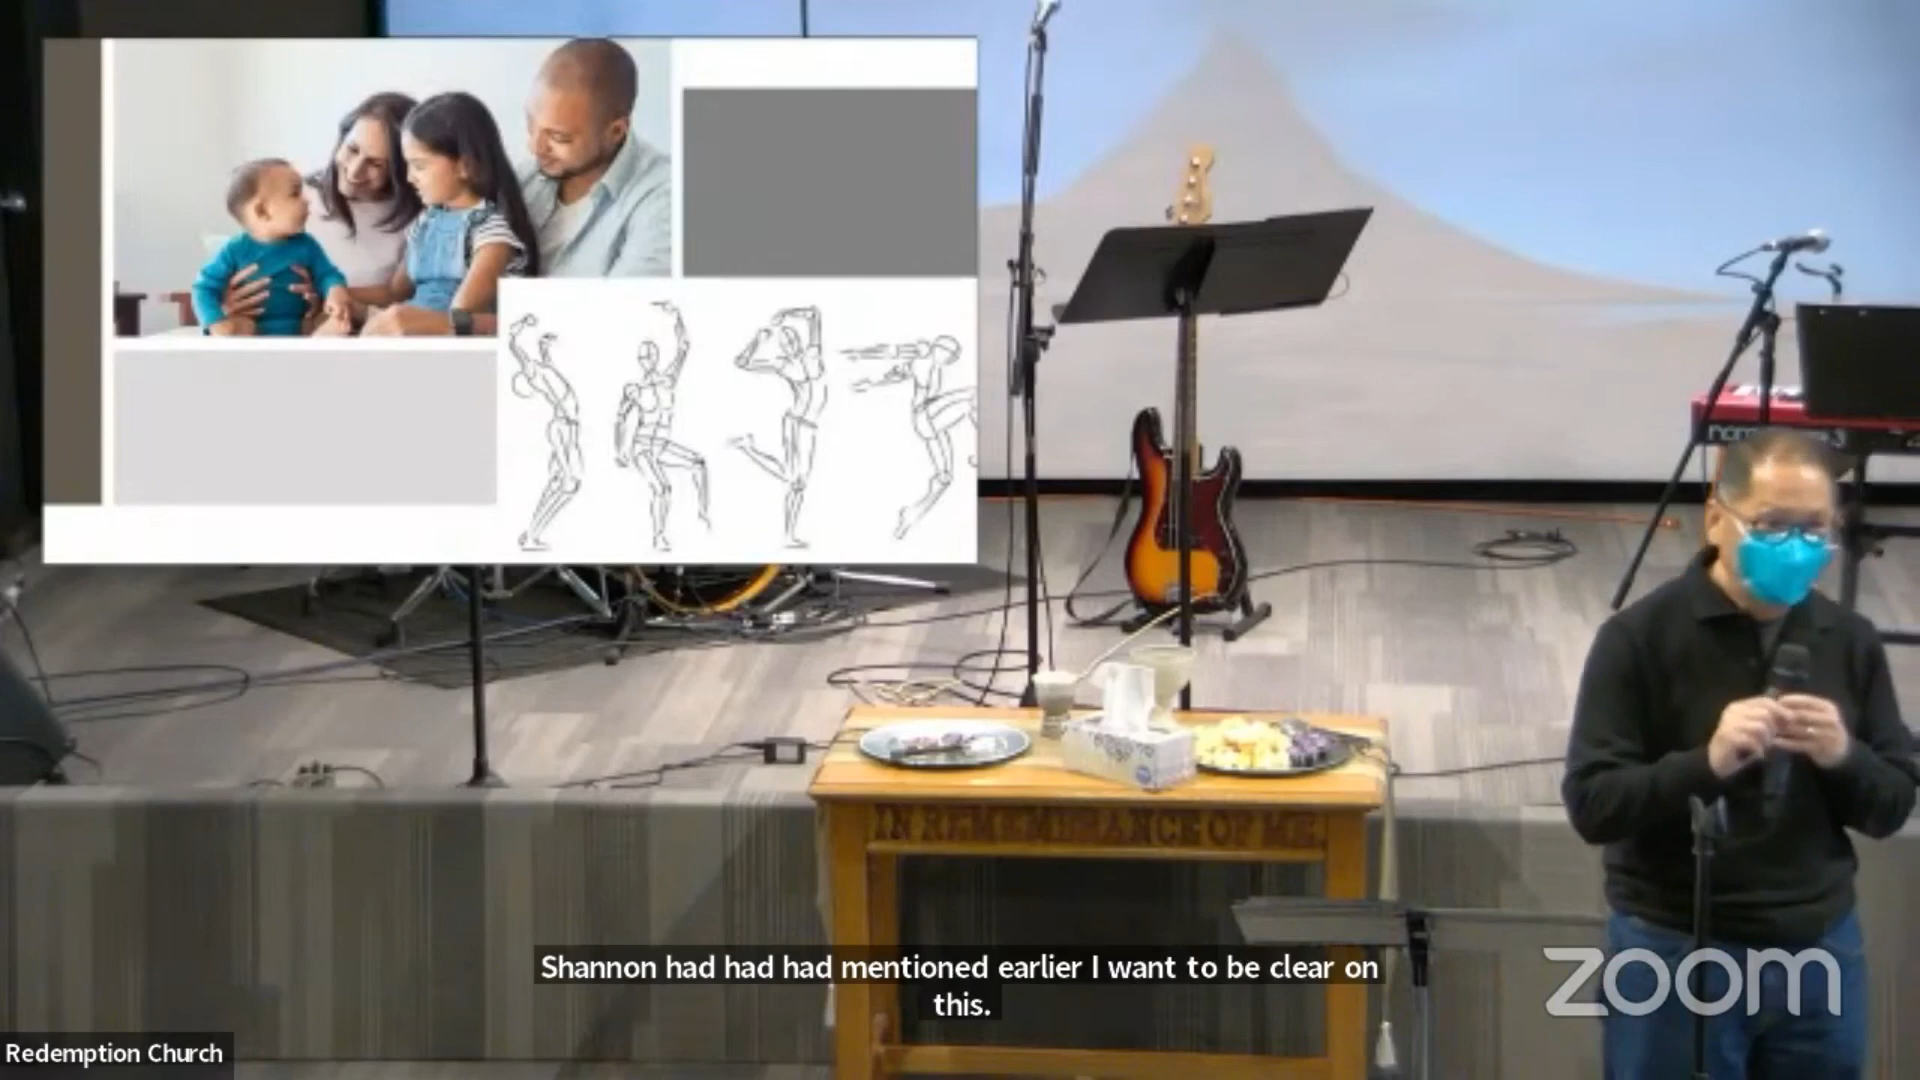 IN REMEMBRANCE OF ME
Shannon had had had mentioned earlier I want to be clear on
this.
zoom
Redemption Church